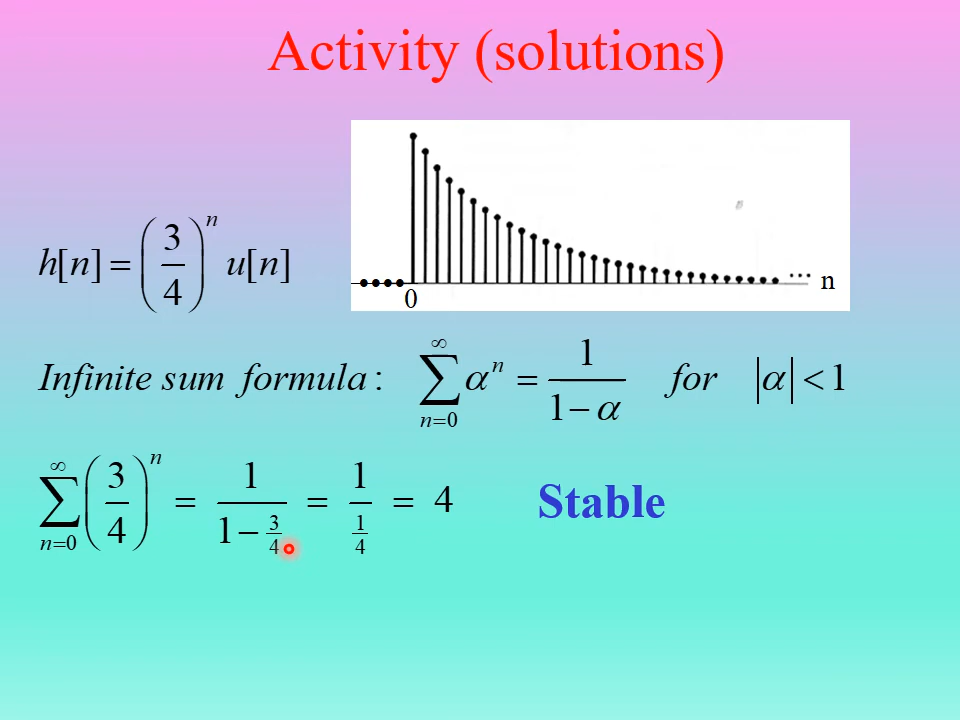 Activity (solutions)
h[n] = (3/4)^n u[n]
0 ... n
Infinite sum formula: ∑_{n=0}^{∞} α^n = 1/(1−α) for |α| < 1
∑_{n=0}^{∞} (3/4)^n = 1/(1−3/4) = 1/(1/4) = 4 Stable